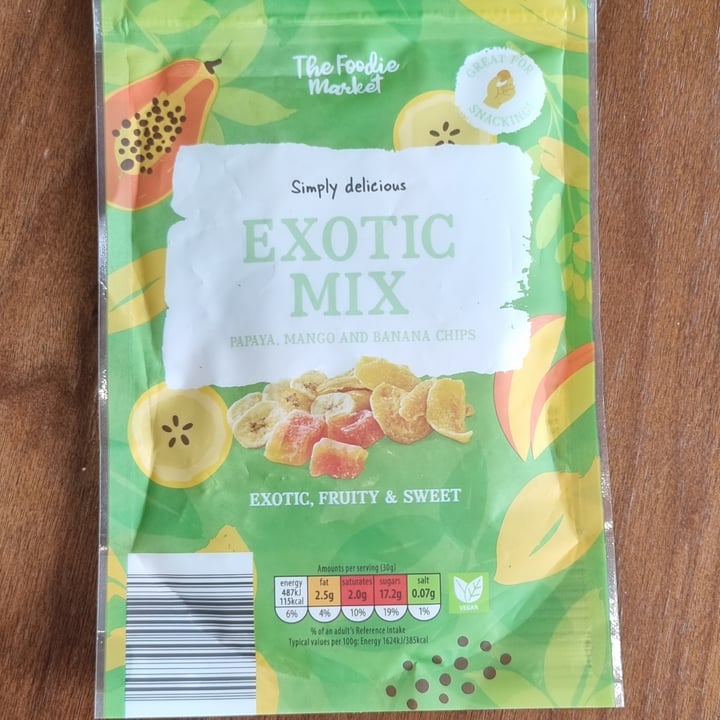 The Foodie
Market
GREAT FOR
SNACKING!
Simply delicious
EXOTIC
MIX
PAPAYA, MANGO AND BANANA CHIPS
EXOTIC, FRUITY & SWEET
Amounts per serving (30g)
energy fat saturates sugars salt
487kJ 2.5g 2.0g 17.2g 0.07g
115kcal
6% 4% 10% 19% 1%
% of an adult's Reference Intake
Typical values per 100g: Energy 1624kJ/385kcal
VEGAN